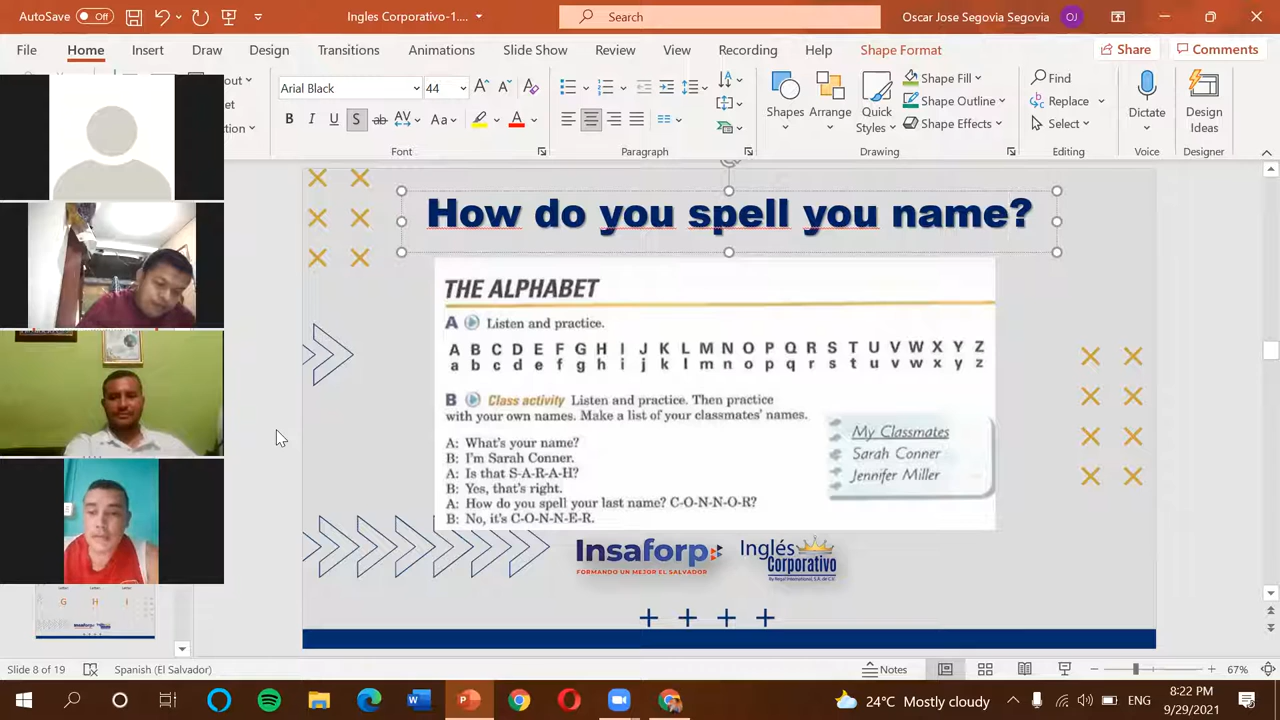 AutoSave Off Ingles Corporativo-1.... Search Oscar Jose Segovia Segovia OJ
File Home Insert Draw Design Transitions Animations Slide Show Review View Recording Help Shape Format Share Comments
Arial Black 44 Shapes Arrange Quick Styles Shape Fill Shape Outline Shape Effects Find Replace Select Dictate Design Ideas
Font Paragraph Drawing Editing Voice Designer
How do you spell you name?
THE ALPHABET
A Listen and practice.
A B C D E F G H I J K L M N O P Q R S T U V W X Y Z
a b c d e f g h i j k l m n o p q r s t u v w x y z
B Class activity Listen and practice. Then practice
with your own names. Make a list of your classmates' names.
A: What's your name?
B: I'm Sarah Conner.
A: Is that S-A-R-A-H?
B: Yes, that's right.
A: How do you spell your last name? C-O-N-N-O-R?
B: No, it's C-O-N-N-E-R.
My Classmates
Sarah Conner
Jennifer Miller
Insaforp
FORMANDO UN MEJOR EL SALVADOR
Inglés
Corporativo
By Regal International, S.A. de C.V.
G H I
Slide 8 of 19 Spanish (El Salvador) Notes 67%
24°C Mostly cloudy ENG 8:22 PM
9/29/2021